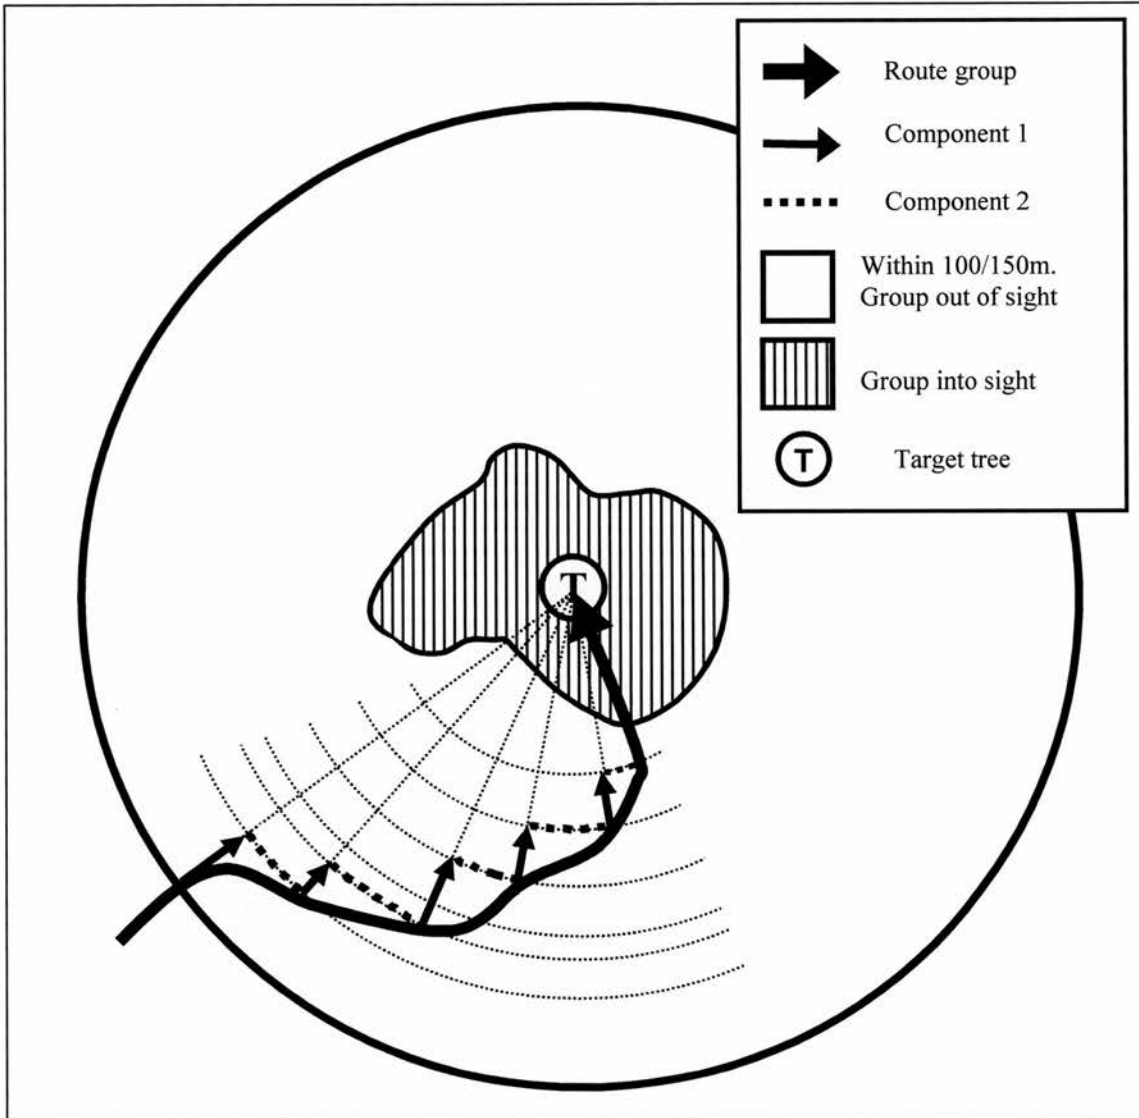 Route group
Component 1
Component 2
Within 100/150m.
Group out of sight
Group into sight
T
Target tree
T